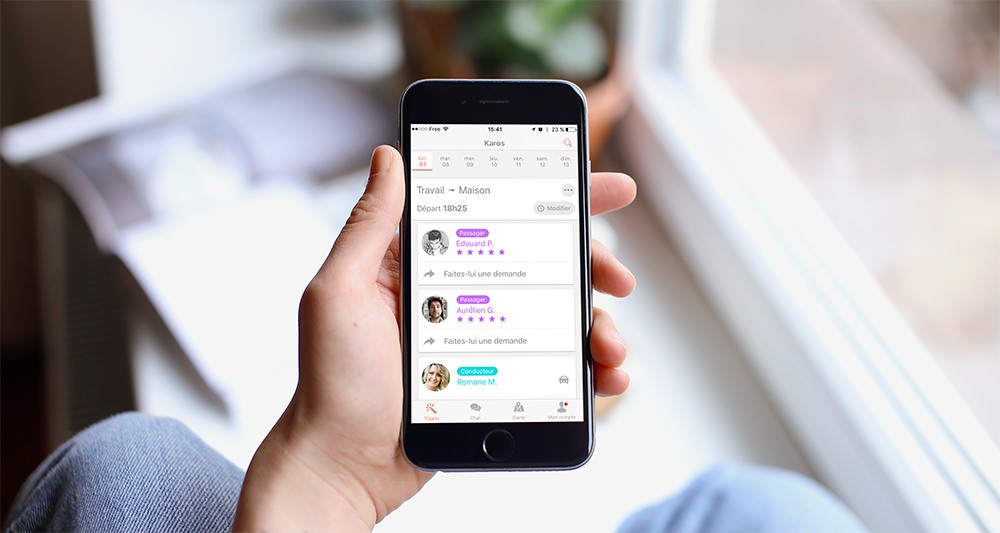 Free 15:41 23 %
Karos
lun. mar. mer. jeu. ven. sam. dim.
07 08 09 10 11 12 13
Travail → Maison
Départ 18h25 Modifier
Passager
Edouard P.
Faites-lui une demande
Passager
Aurélien G.
Faites-lui une demande
Conducteur
Romane M.
Trajets Chat Carte Mon compte